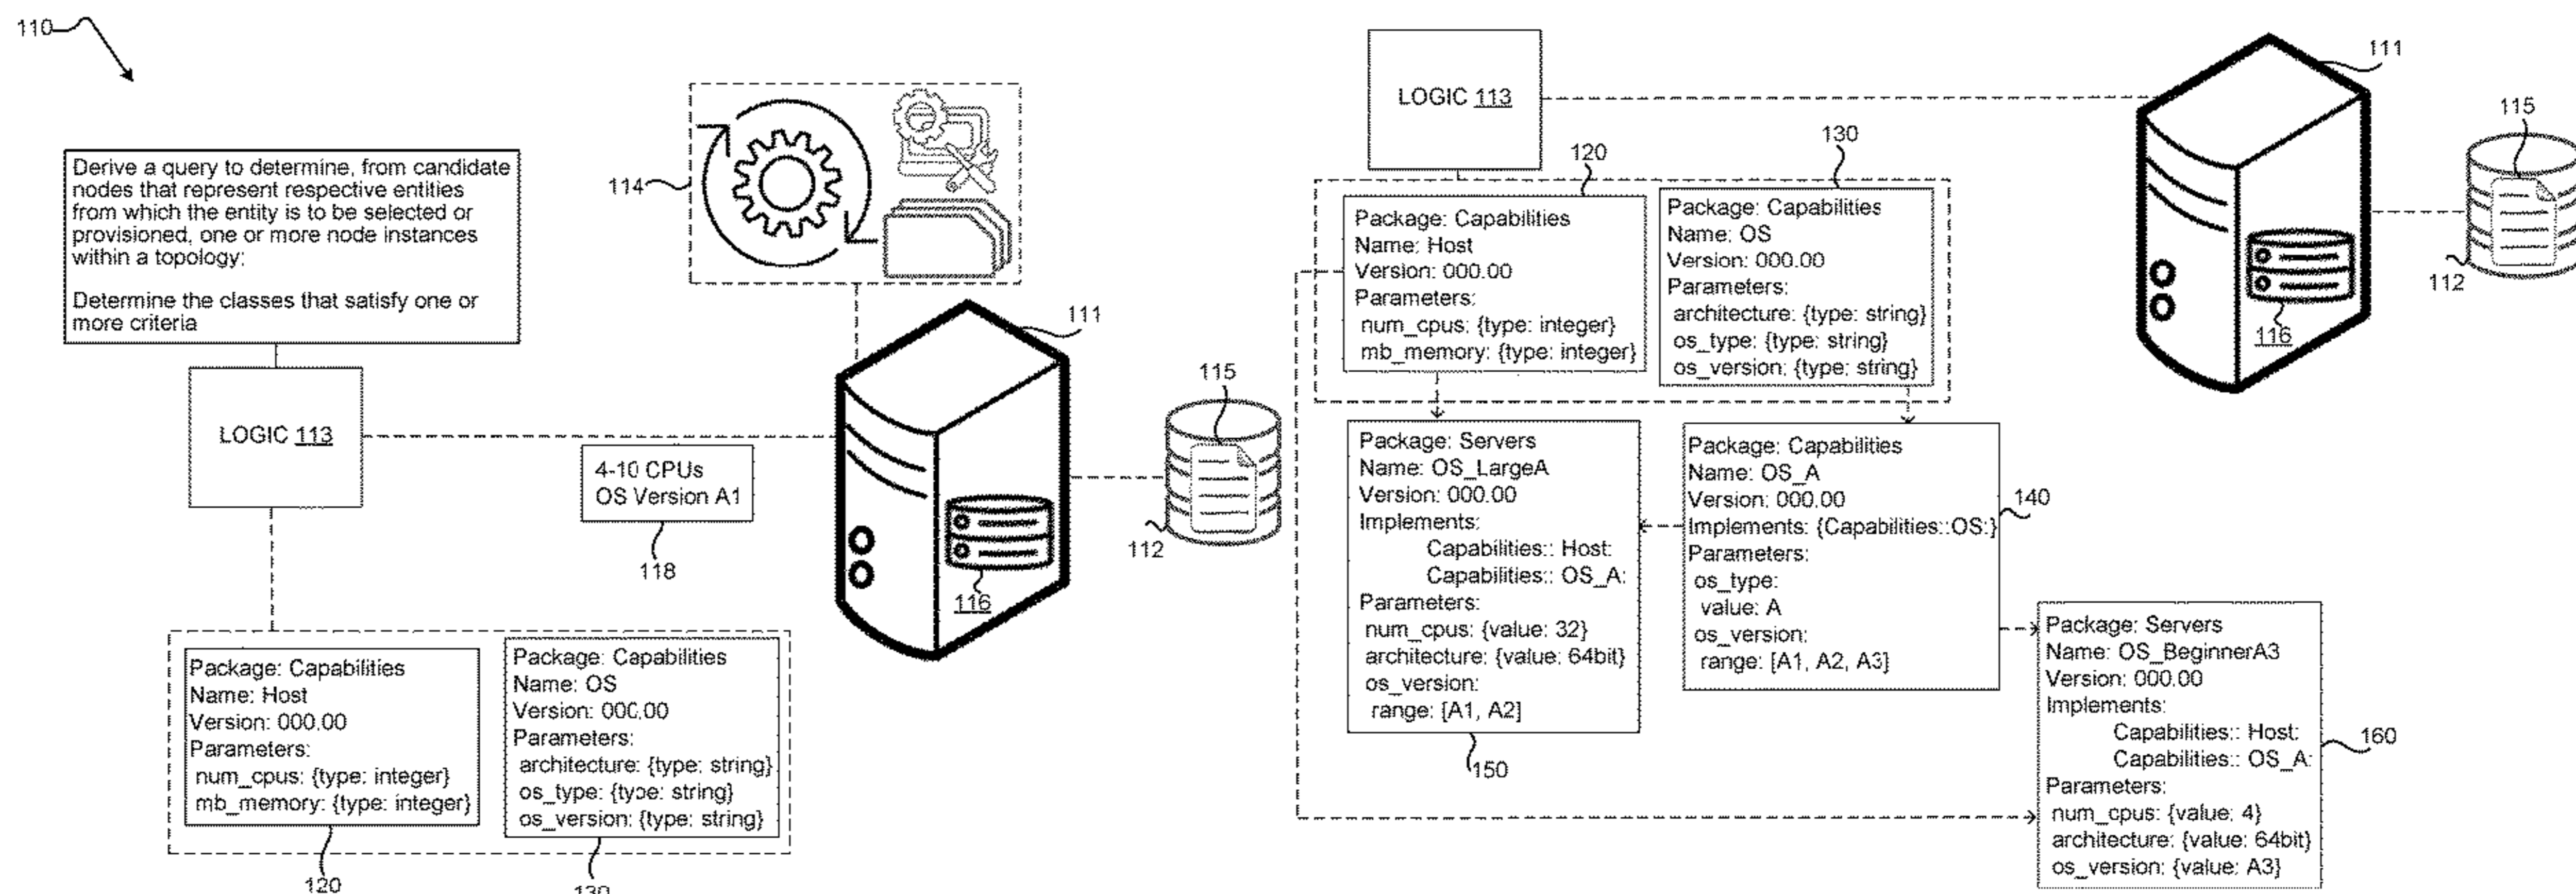 110
Derive a query to determine, from candidate
nodes that represent respective entities
from which the entity is to be selected or
provisioned, one or more node instances
within a topology;
Determine the classes that satisfy one or
more criteria
LOGIC 113
114
111
4-10 CPUs
OS Version A1
118
115
112
116
Package: Capabilities
Name: Host
Version: 000.00
Parameters:
num_cpus: {type: integer}
mb_memory: {type: integer}
120
Package: Capabilities
Name: OS
Version: 000.00
Parameters:
architecture: {type: string}
os_type: {type: string}
os_version: {type: string}
130
LOGIC 113
111
115
112
116
120
Package: Capabilities
Name: Host
Version: 000.00
Parameters:
num_cpus: {type: integer}
mb_memory: {type: integer}
130
Package: Capabilities
Name: OS
Version: 000.00
Parameters:
architecture: {type: string}
os_type: {type: string}
os_version: {type: string}
Package: Servers
Name: OS_LargeA
Version: 000.00
Implements:
Capabilities:: Host:
Capabilities:: OS_A:
Parameters:
num_cpus: {value: 32}
architecture: {value: 64bit}
os_version:
range: [A1, A2]
150
Package: Capabilities
Name: OS_A
Version: 000.00
Implements: {Capabilities::OS:}
Parameters:
os_type:
value: A
os_version:
range: [A1, A2, A3]
140
Package: Servers
Name: OS_BeginnerA3
Version: 000.00
Implements:
Capabilities:: Host:
Capabilities:: OS_A:
Parameters:
num_cpus: {value: 4}
architecture: {value: 64bit}
os_version: {value: A3}
160